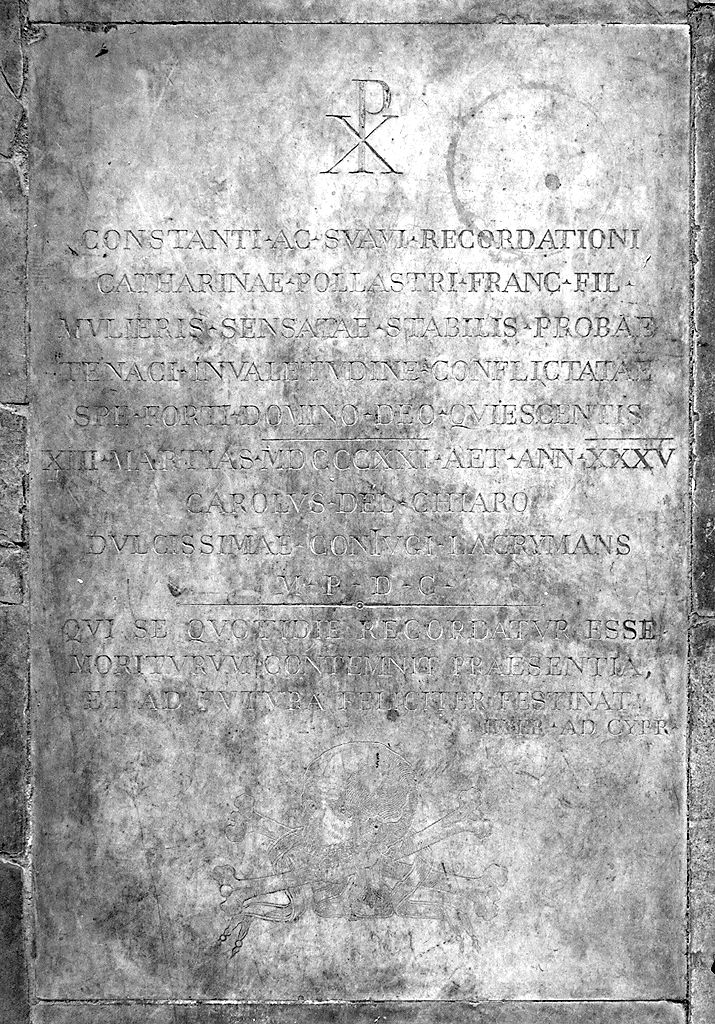 CONSTANTI · AC · SVAVI · RECORDATIONI
CATHARINAE · POLLASTRI · FRANC · FIL ·
MVLIERIS · SENSATAE · STABILIS · PROBAE
TENACI · INVALETVDINE · CONFLICTATAE
SPE · FORTI · DOMINO · DEO · QVIESCENTIS
XIII · MARTIAS · MDCCCXXI · AET · ANN · XXXV
CAROLVS · DEL · CHIARO
DVLCISSIMAE · CONIVGI · LACRYMANS
M · P · D · C ·
QVI SE QVOTIDIE RECORDATVR ESSE
MORITVRVM CONTEMNIT PRAESENTIA,
ET AD FVTVRA FELICITER FESTINAT.
HIER · AD CYPR